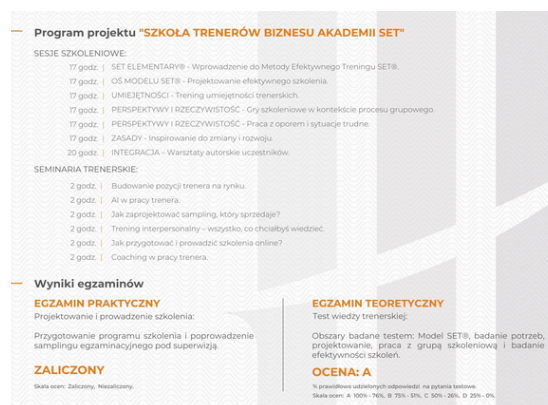 Program projektu "SZKOŁA TRENERÓW BIZNESU AKADEMII SET"
SESJE SZKOLENIOWE:
17 godz. | SET ELEMENTARY® - Wprowadzenie do Metody Efektywnego Treningu SET®.
17 godz. | OŚ MODELU SET® - Projektowanie efektywnego szkolenia.
17 godz. | UMIEJĘTNOŚCI - Trening umiejętności trenerskich.
17 godz. | PERSPEKTYWY I RZECZYWISTOŚĆ - Gry szkoleniowe w kontekście procesu grupowego.
17 godz. | PERSPEKTYWY I RZECZYWISTOŚĆ - Praca z oporem i sytuacje trudne.
17 godz. | ZASADY - Inspirowanie do zmiany i rozwoju.
20 godz. | INTEGRACJA – Warsztaty autorskie uczestników.
SEMINARIA TRENERSKIE:
2 godz. | Budowanie pozycji trenera na rynku.
2 godz. | AI w pracy trenera.
2 godz. | Jak zaprojektować sampling, który sprzedaje?
2 godz. | Trening interpersonalny – wszystko, co chciałbyś wiedzieć.
2 godz. | Jak przygotować i prowadzić szkolenia online?
2 godz. | Coaching w pracy trenera.
Wyniki egzaminów
EGZAMIN PRAKTYCZNY
Projektowanie i prowadzenie szkolenia:
Przygotowanie programu szkolenia i poprowadzenie
samplingu egzaminacyjnego pod superwizją.
ZALICZONY
Skala ocen: Zaliczony, Niezaliczony.
EGZAMIN TEORETYCZNY
Test wiedzy trenerskiej:
Obszary badane testem: Model SET®, badanie potrzeb,
projektowanie, praca z grupą szkoleniową i badanie
efektywności szkoleń.
OCENA: A
% prawidłowo udzielonych odpowiedzi na pytania testowe.
Skala ocen: A 100% - 76%, B 75% - 51%, C 50% - 26%, D 25% - 0%.